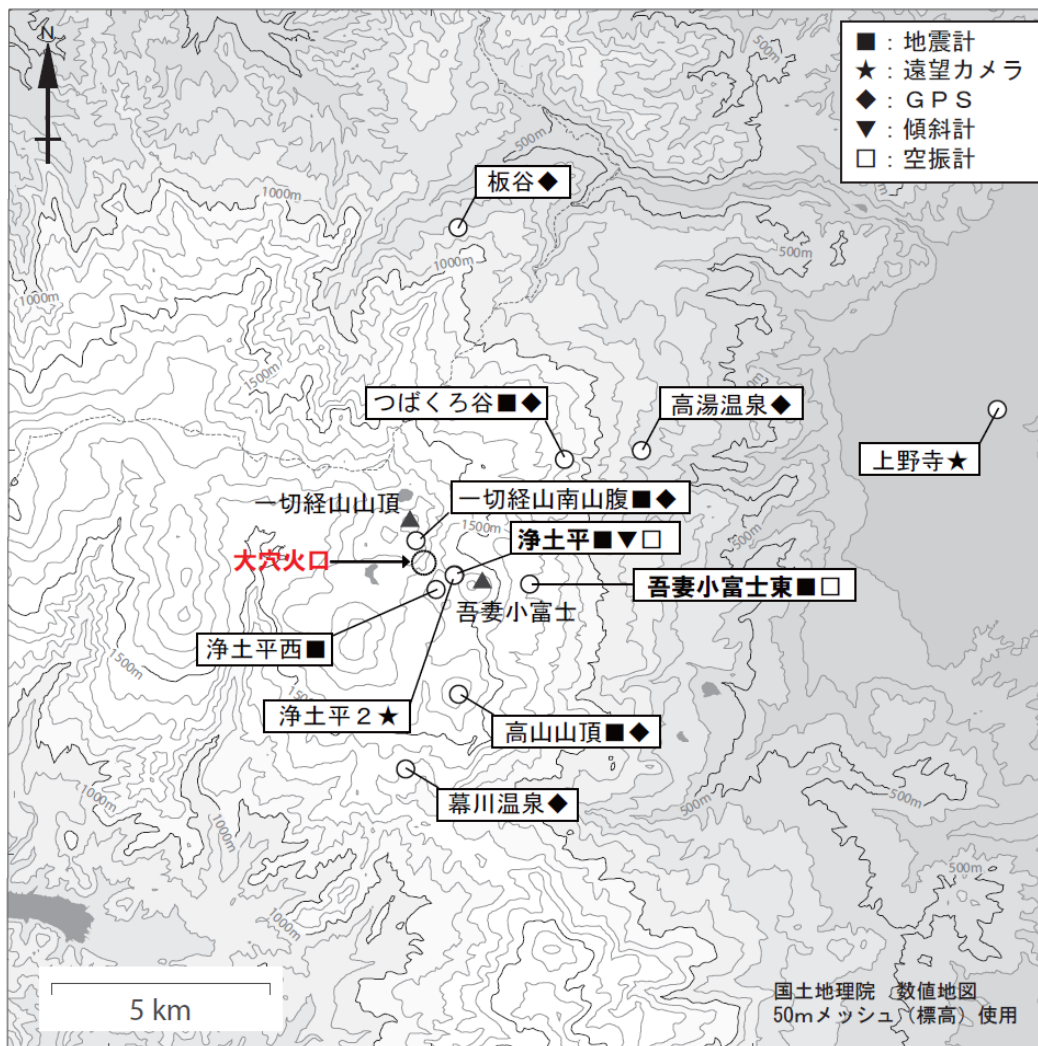 N
■：地震計
★：遠望カメラ
◆：ＧＰＳ
▼：傾斜計
□：空振計
500m
500m
板谷◆
1000m
1000m
500m
1000m
1500m
つばくろ谷■◆
高湯温泉◆
上野寺★
一切経山山頂
一切経山南山腹■◆
1500m
浄土平■▼□
大穴火口
吾妻小富士東■□
吾妻小富士
浄土平西■
1500m
浄土平２★
高山山頂■◆
幕川温泉◆
1000m
500m
500m
500m
1000m
5 km
国土地理院　数値地図
50mメッシュ（標高）使用